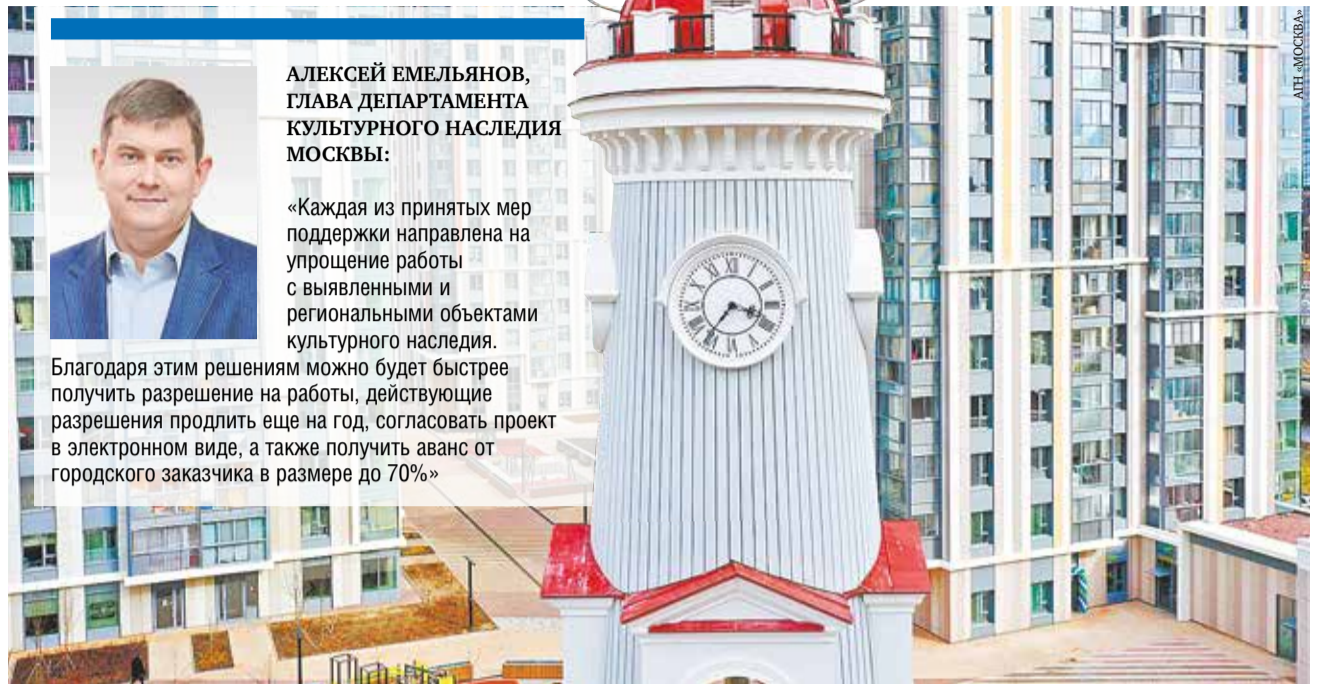 АЛЕКСЕЙ ЕМЕЛЬЯНОВ,
ГЛАВА ДЕПАРТАМЕНТА
КУЛЬТУРНОГО НАСЛЕДИЯ
МОСКВЫ:
«Каждая из принятых мер
поддержки направлена на
упрощение работы
с выявленными и
региональными объектами
культурного наследия.
Благодаря этим решениям можно будет быстрее
получить разрешение на работы, действующие
разрешения продлить еще на год, согласовать проект
в электронном виде, а также получить аванс от
городского заказчика в размере до 70%»
АГН «МОСКВА»